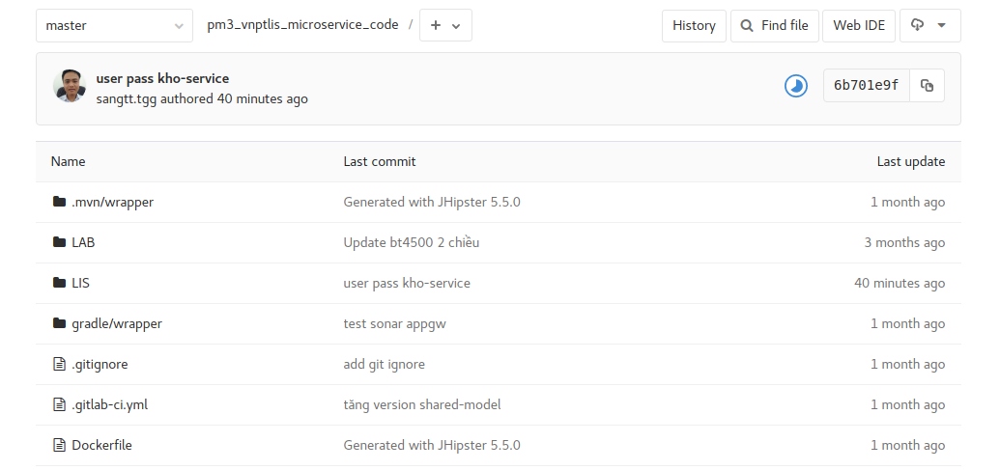 master
pm3_vnptlis_microservice_code / +
History
Find file
Web IDE
user pass kho-service
sangtt.tgg authored 40 minutes ago
6b701e9f
Name Last commit Last update
.mvn/wrapper Generated with JHipster 5.5.0 1 month ago
LAB Update bt4500 2 chiều 3 months ago
LIS user pass kho-service 40 minutes ago
gradle/wrapper test sonar appgw 1 month ago
.gitignore add git ignore 1 month ago
.gitlab-ci.yml tăng version shared-model 1 month ago
Dockerfile Generated with JHipster 5.5.0 1 month ago